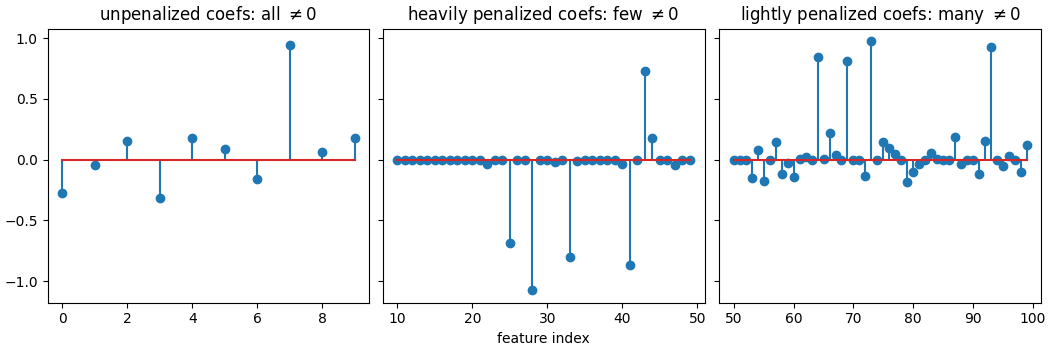 unpenalized coefs: all ≠0
heavily penalized coefs: few ≠0
lightly penalized coefs: many ≠0
1.0
0.5
0.0
−0.5
−1.0
0 2 4 6 8
10 20 30 40 50
50 60 70 80 90 100
feature index